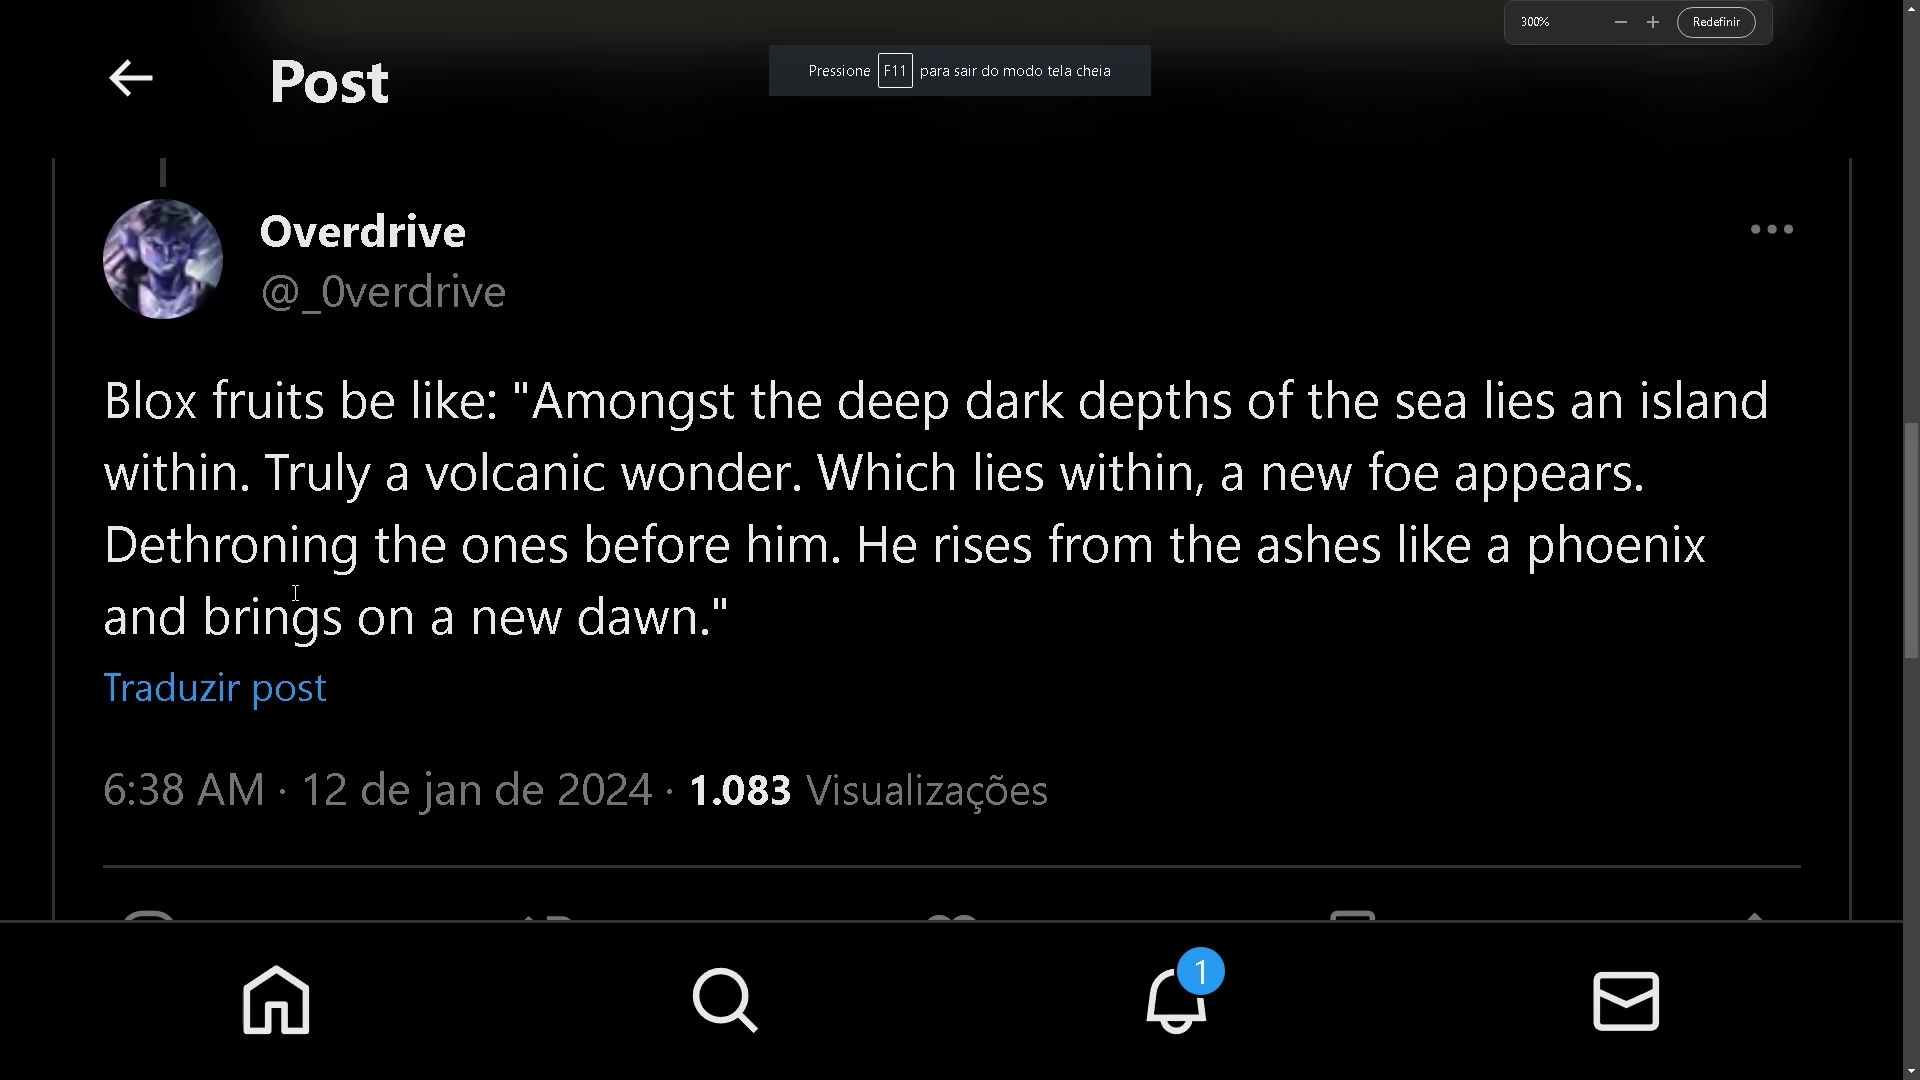 300%
Redefinir
Pressione F11 para sair do modo tela cheia
Post
Overdrive
@_0verdrive
Blox fruits be like: "Amongst the deep dark depths of the sea lies an island
within. Truly a volcanic wonder. Which lies within, a new foe appears.
Dethroning the ones before him. He rises from the ashes like a phoenix
and brings on a new dawn."
Traduzir post
6:38 AM · 12 de jan de 2024 · 1.083 Visualizações
1